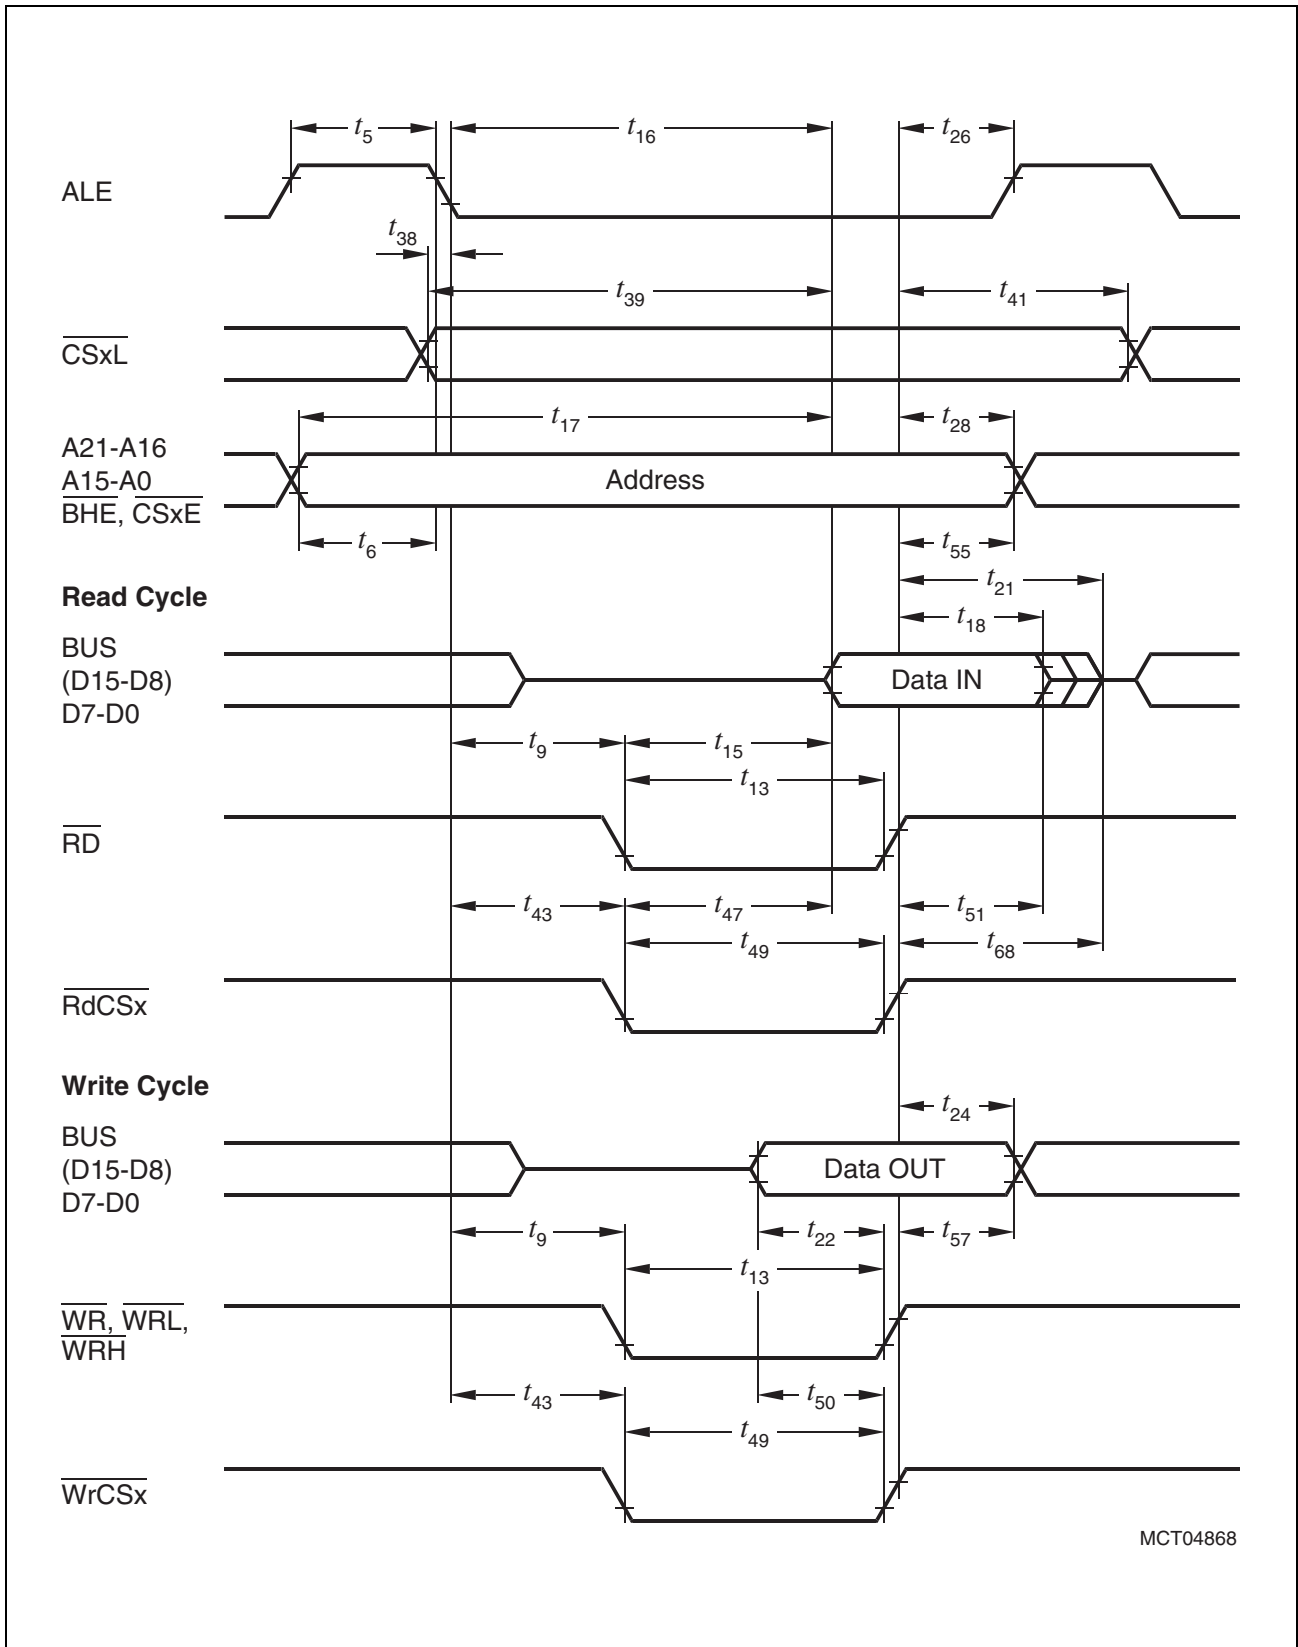 t5 t16 t26
ALE
t38
t39 t41
CSxL
t17 t28
A21-A16
A15-A0
BHE, CSxE
Address
t6 t55
t21
Read Cycle
t18
BUS
(D15-D8)
D7-D0
Data IN
t9 t15
t13
RD
t43 t47 t51
t49 t68
RdCSx
Write Cycle
t24
BUS
(D15-D8)
D7-D0
Data OUT
t9 t22 t57
t13
WR, WRL,
WRH
t43 t50
t49
WrCSx
MCT04868